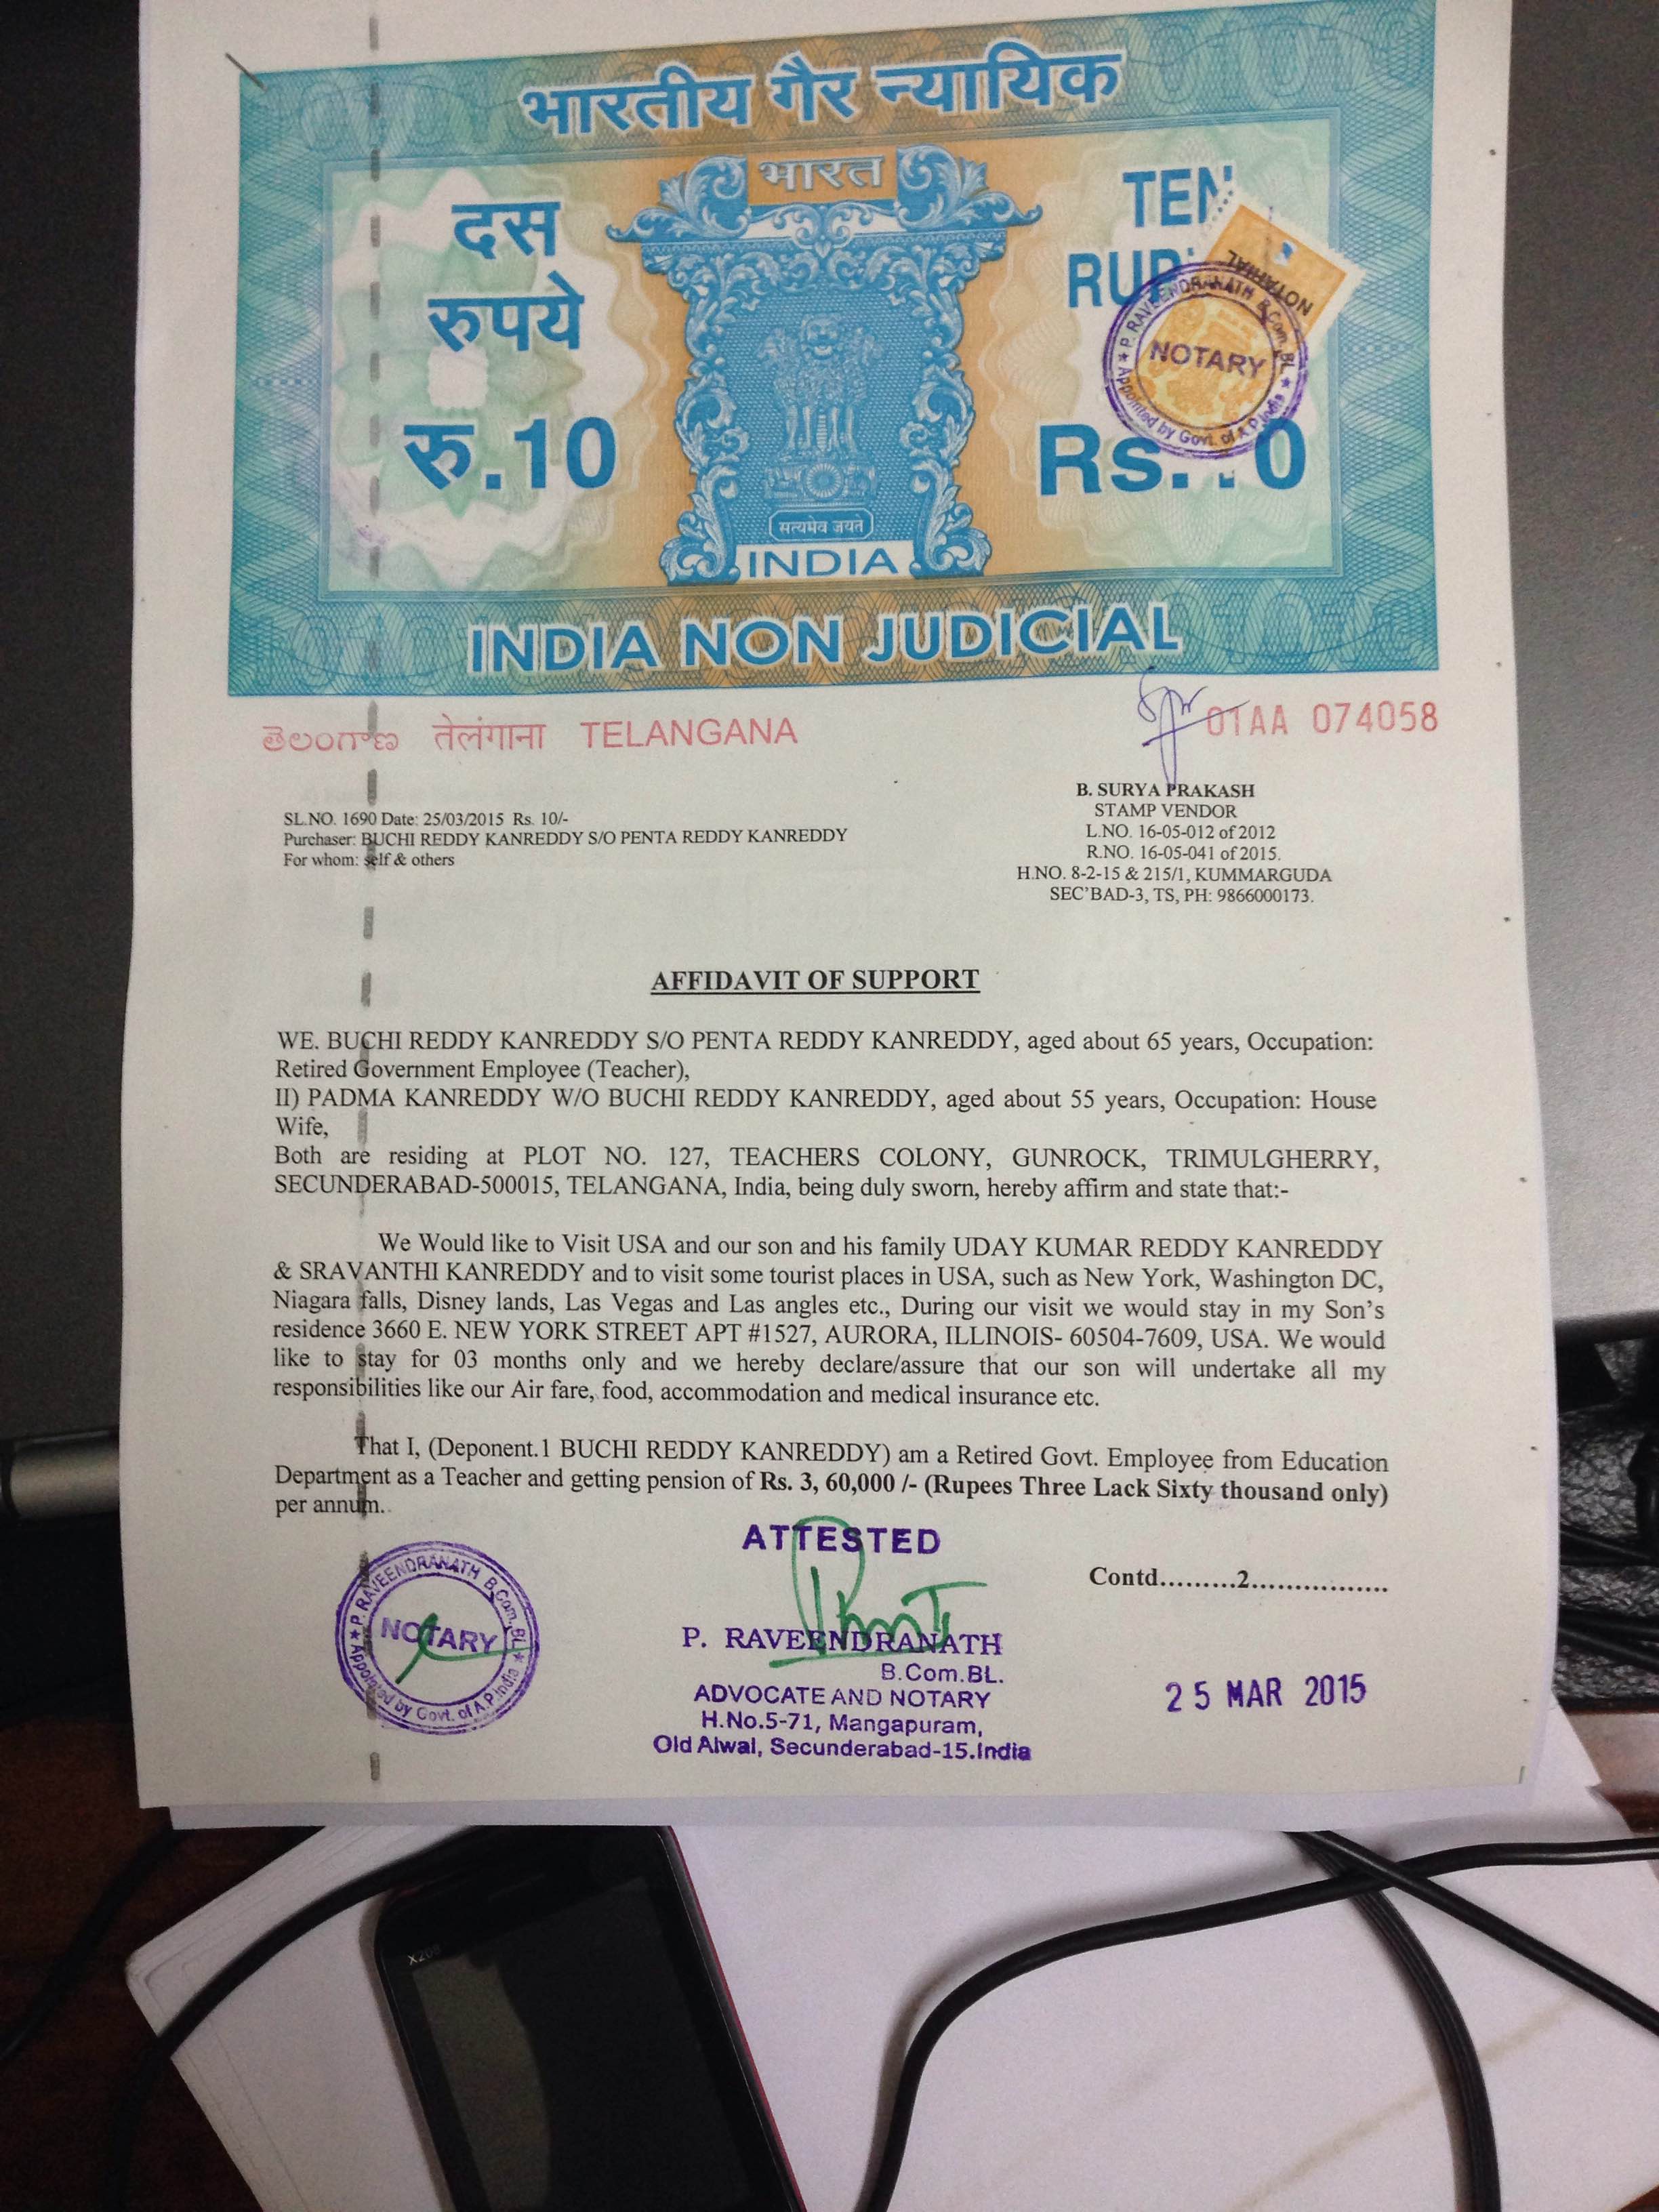 भारतीय गैर न्यायिक
भारत
दस
रुपये
रु.10
TEN
Rs. 10
NOTARIAL
P. RAVEENDRANATH B.Com., BL
NOTARY
Appointed by Govt. of A.P. India
सत्यमेव जयते
INDIA
INDIA NON JUDICIAL
తెలంగాణ तेलंगाना TELANGANA
01AA 074058
SL.NO. 1690 Date: 25/03/2015 Rs. 10/-
Purchaser: BUCHI REDDY KANREDDY S/O PENTA REDDY KANREDDY
For whom: self & others
B. SURYA PRAKASH
STAMP VENDOR
L.NO. 16-05-012 of 2012
R.NO. 16-05-041 of 2015.
H.NO. 8-2-15 & 215/1, KUMMARGUDA
SEC'BAD-3, TS, PH: 9866000173.
AFFIDAVIT OF SUPPORT
WE. BUCHI REDDY KANREDDY S/O PENTA REDDY KANREDDY, aged about 65 years, Occupation:
Retired Government Employee (Teacher),
II) PADMA KANREDDY W/O BUCHI REDDY KANREDDY, aged about 55 years, Occupation: House
Wife,
Both are residing at PLOT NO. 127, TEACHERS COLONY, GUNROCK, TRIMULGHERRY,
SECUNDERABAD-500015, TELANGANA, India, being duly sworn, hereby affirm and state that:-
We Would like to Visit USA and our son and his family UDAY KUMAR REDDY KANREDDY
& SRAVANTHI KANREDDY and to visit some tourist places in USA, such as New York, Washington DC,
Niagara falls, Disney lands, Las Vegas and Las angles etc., During our visit we would stay in my Son's
residence 3660 E. NEW YORK STREET APT #1527, AURORA, ILLINOIS- 60504-7609, USA. We would
like to stay for 03 months only and we hereby declare/assure that our son will undertake all my
responsibilities like our Air fare, food, accommodation and medical insurance etc.
That I, (Deponent.1 BUCHI REDDY KANREDDY) am a Retired Govt. Employee from Education
Department as a Teacher and getting pension of Rs. 3, 60,000 /- (Rupees Three Lack Sixty thousand only)
per annum.
ATTESTED
Contd.........2................
P. RAVEENDRANATH B.Com., BL
NOTARY
Appointed by Govt. of A.P. India
P. RAVEENDRANATH
B.Com.BL.
ADVOCATE AND NOTARY
H.No.5-71, Mangapuram,
Old Alwal, Secunderabad-15.India
25 MAR 2015
X208